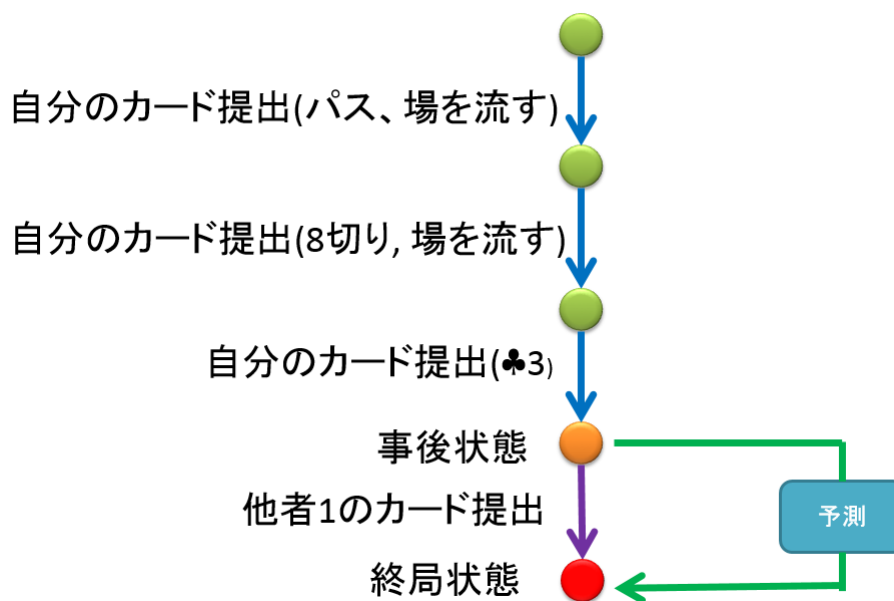 自分のカード提出(パス、場を流す)
自分のカード提出(8切り, 場を流す)
自分のカード提出(♣3)
事後状態
他者1のカード提出
予測
終局状態